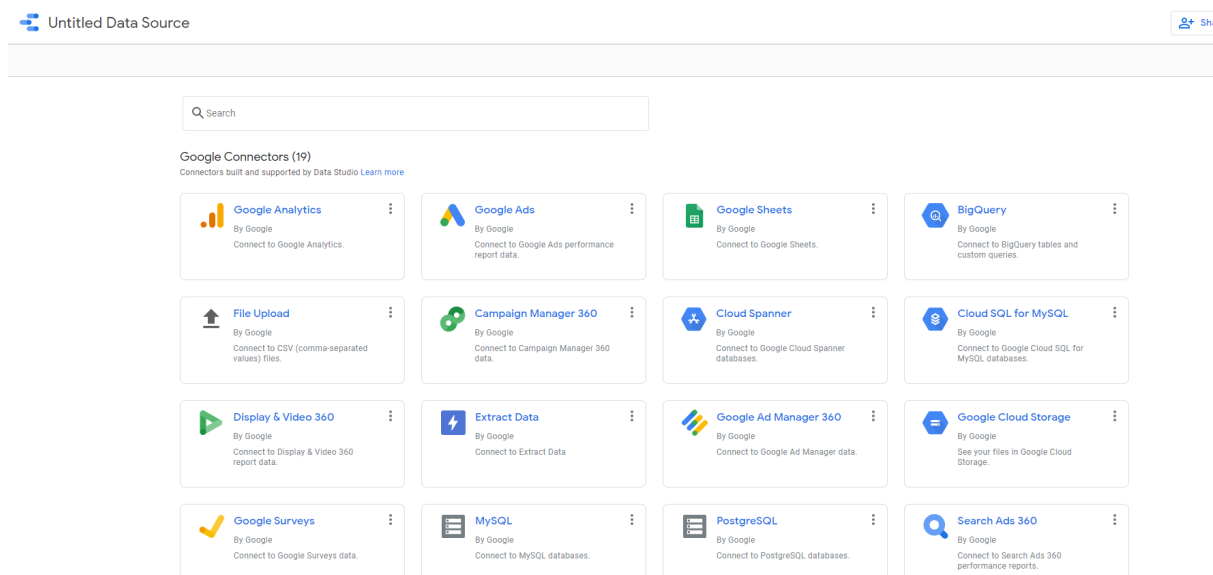 Untitled Data Source
Search
Google Connectors (19)
Connectors built and supported by Data Studio Learn more
Google Analytics
By Google
Connect to Google Analytics.
Google Ads
By Google
Connect to Google Ads performance
report data.
Google Sheets
By Google
Connect to Google Sheets.
BigQuery
By Google
Connect to BigQuery tables and
custom queries.
File Upload
By Google
Connect to CSV (comma-separated
values) files.
Campaign Manager 360
By Google
Connect to Campaign Manager 360
data.
Cloud Spanner
By Google
Connect to Google Cloud Spanner
databases.
Cloud SQL for MySQL
By Google
Connect to Google Cloud SQL for
MySQL databases.
Display & Video 360
By Google
Connect to Display & Video 360
report data.
Extract Data
By Google
Connect to Extract Data
Google Ad Manager 360
By Google
Connect to Google Ad Manager data.
Google Cloud Storage
By Google
See your files in Google Cloud
Storage.
Google Surveys
By Google
Connect to Google Surveys data.
MySQL
By Google
Connect to MySQL databases.
PostgreSQL
By Google
Connect to PostgreSQL databases.
Search Ads 360
By Google
Connect to Search Ads 360
performance reports.